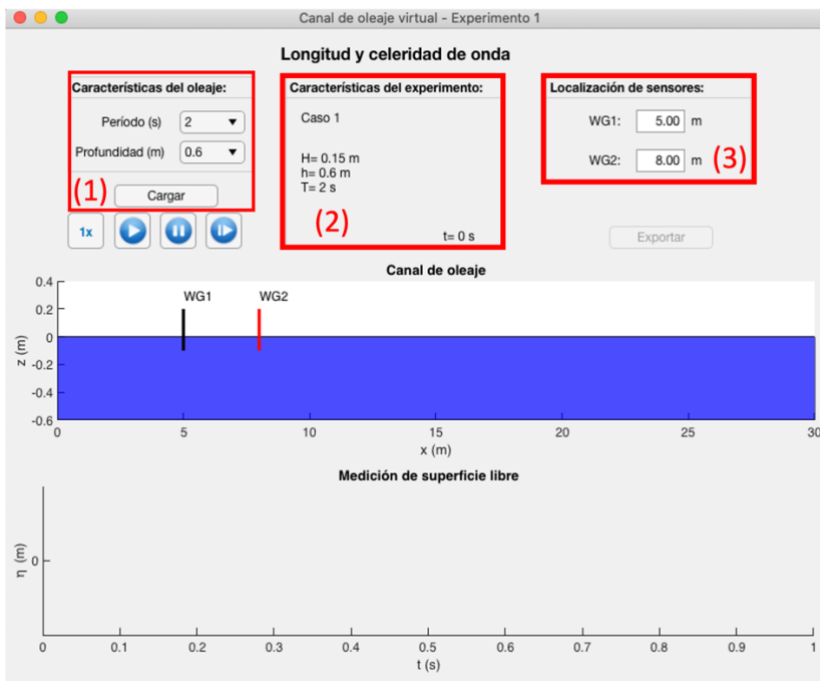 Canal de oleaje virtual - Experimento 1
Longitud y celeridad de onda
Características del oleaje:
Período (s) 2
Profundidad (m) 0.6
(1)
Cargar
1x
Características del experimento:
Caso 1
H= 0.15 m
h= 0.6 m
T= 2 s
(2)
t= 0 s
Localización de sensores:
WG1: 5.00 m
WG2: 8.00 m (3)
Exportar
Canal de oleaje
0.4
0.2
0
-0.2
-0.4
-0.6
z (m)
WG1 WG2
0 5 10 15 20 25 30
x (m)
Medición de superficie libre
η (m)
0
0 0.1 0.2 0.3 0.4 0.5 0.6 0.7 0.8 0.9 1
t (s)